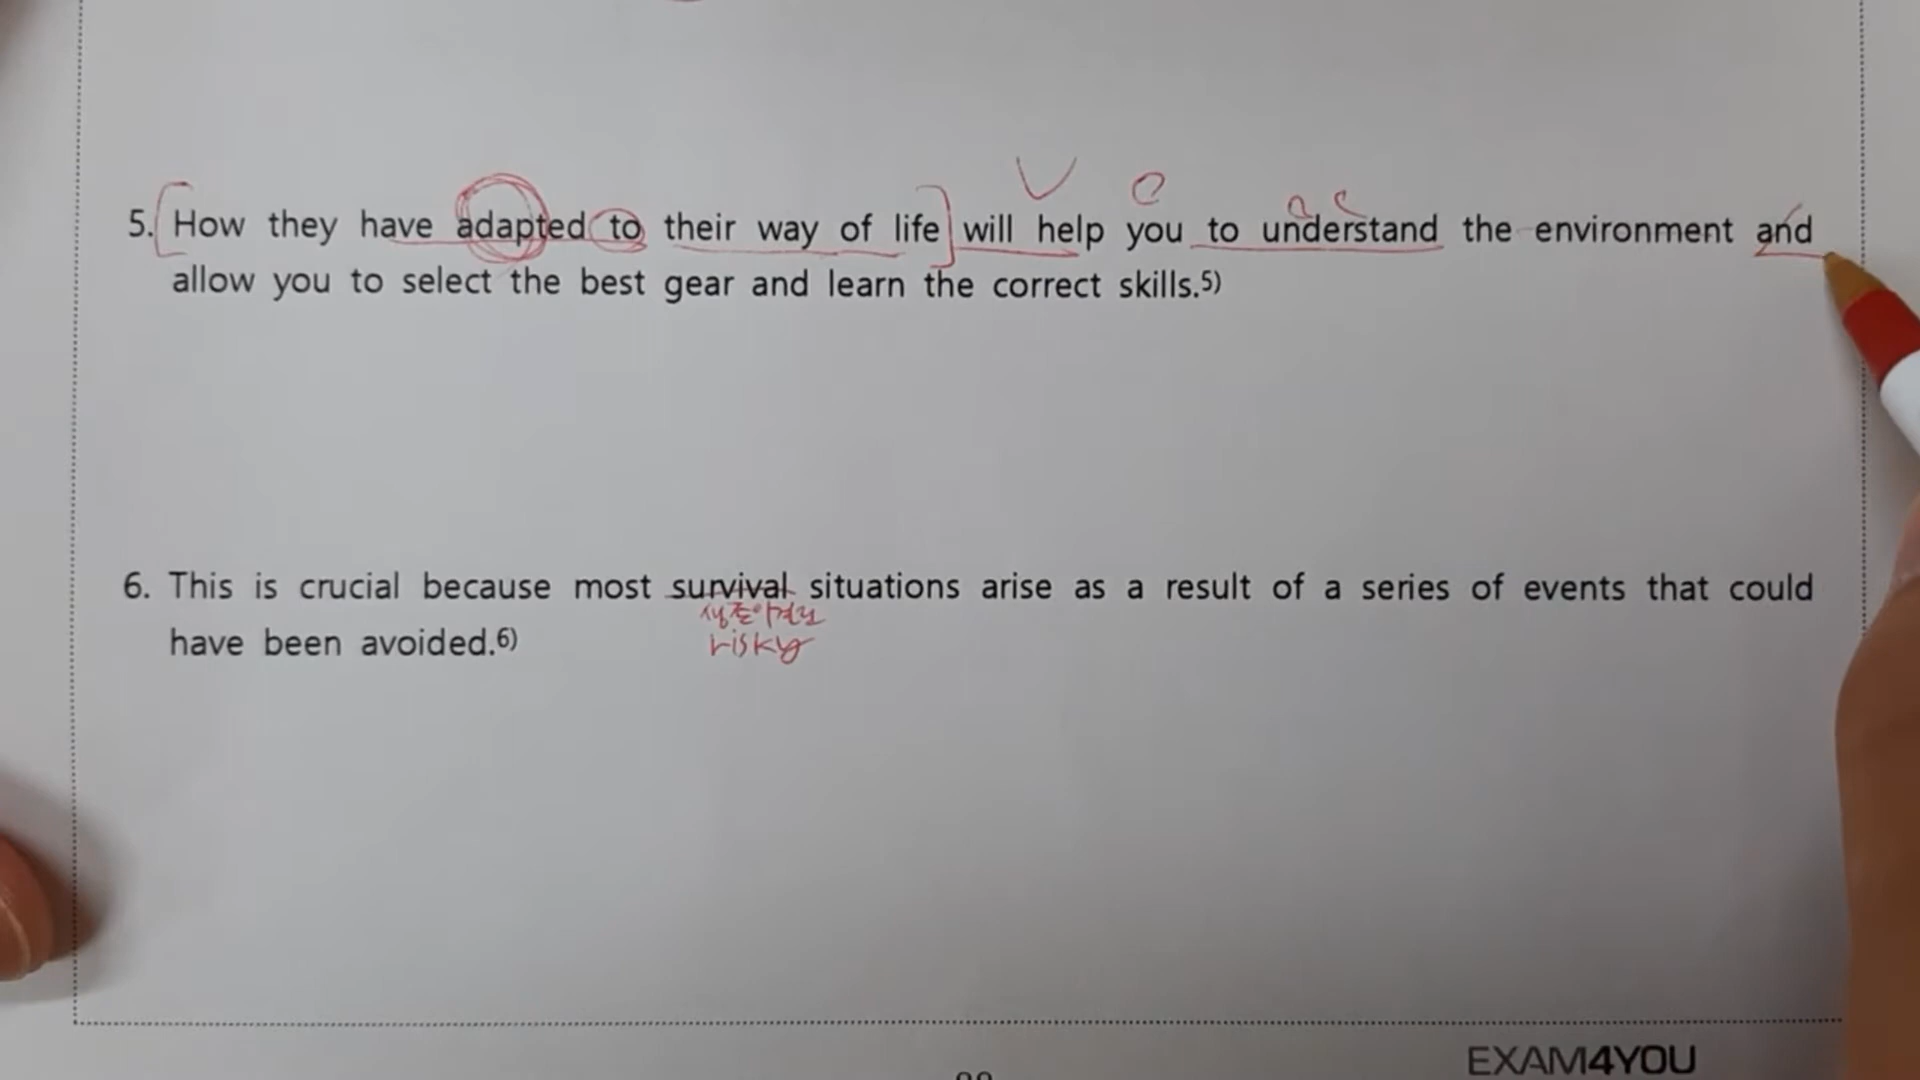 V O O C
5. How they have adapted to their way of life will help you to understand the environment and
allow you to select the best gear and learn the correct skills.5)
6. This is crucial because most survival situations arise as a result of a series of events that could
risky
have been avoided.6)
EXAM4YOU